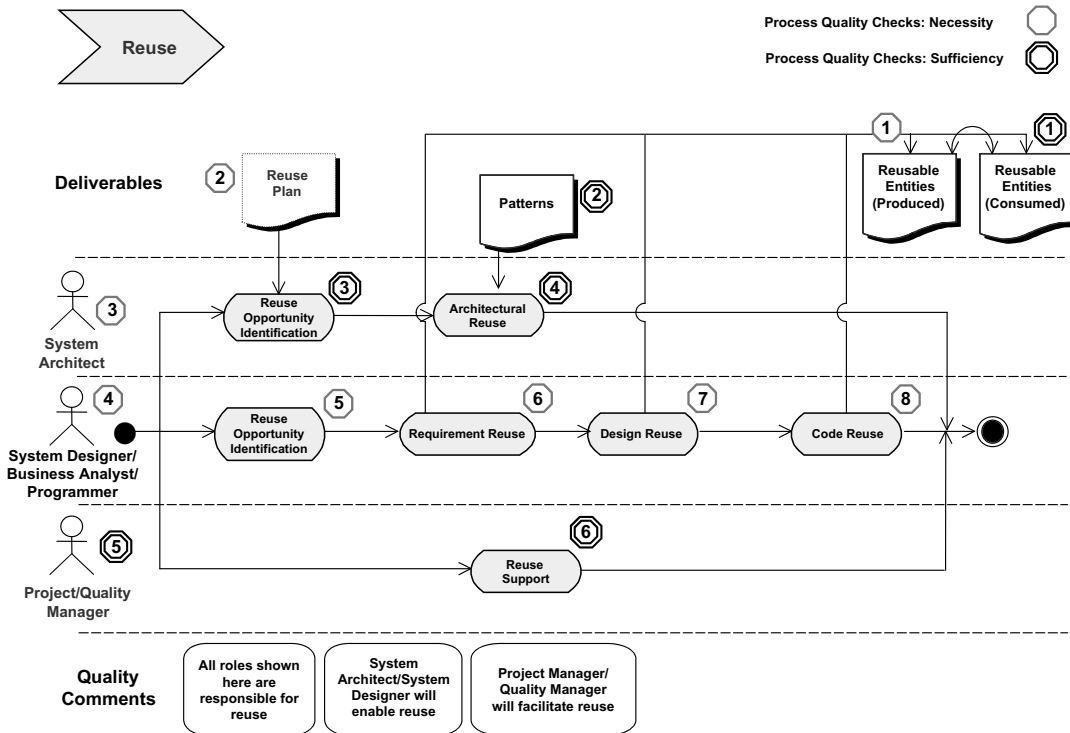 Reuse
Process Quality Checks: Necessity
Process Quality Checks: Sufficiency
Deliverables
2
Reuse
Plan
Patterns
2
1
Reusable
Entities
(Produced)
1
Reusable
Entities
(Consumed)
3
System
Architect
Reuse
Opportunity
Identification
3
Architectural
Reuse
4
4
System Designer/
Business Analyst/
Programmer
Reuse
Opportunity
Identification
5
Requirement Reuse
6
Design Reuse
7
Code Reuse
8
5
Project/Quality
Manager
Reuse
Support
6
Quality
Comments
All roles shown
here are
responsible for
reuse
System
Architect/System
Designer will
enable reuse
Project Manager/
Quality Manager
will facilitate reuse